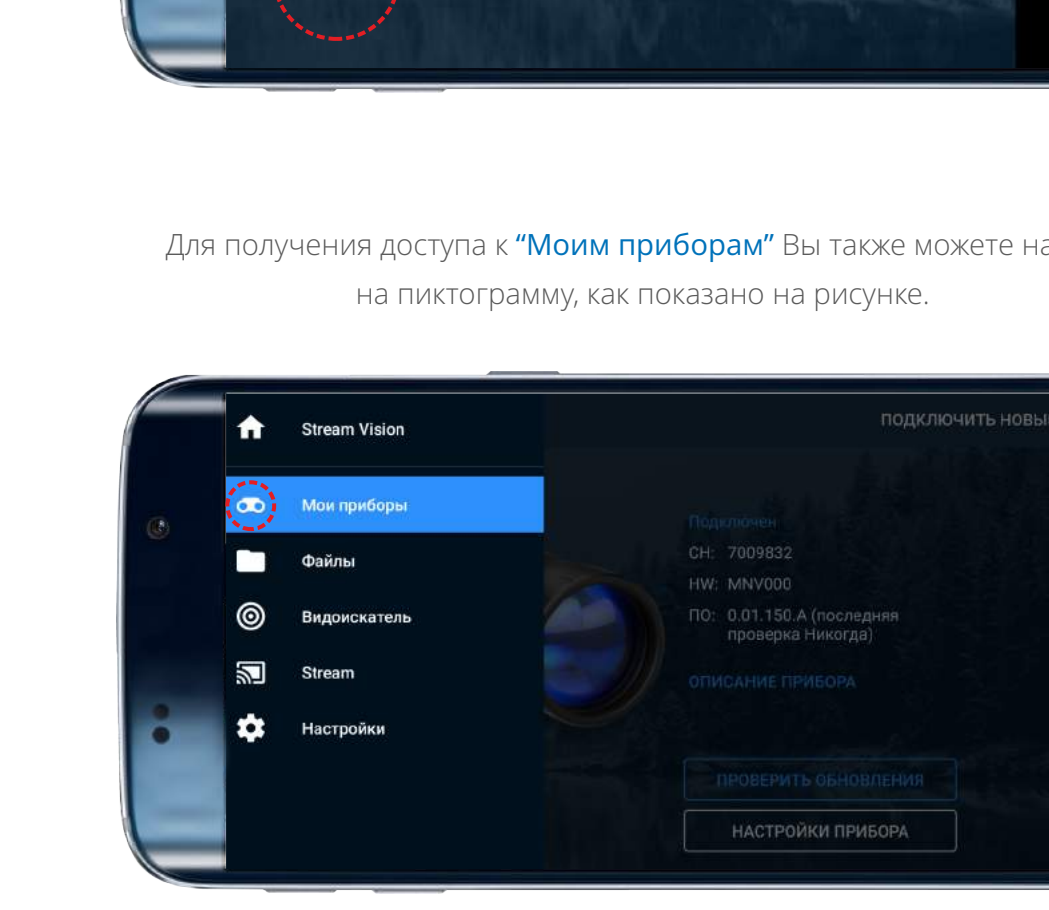 Для получения доступа к “Моим приборам” Вы также можете
на пиктограмму, как показано на рисунке.
Stream Vision
ПОДКЛЮЧИТЬ
Мои приборы
Файлы
Видоискатель
Stream
Настройки
Подключен
СН: 7009832
HW: MNV000
ПО: 0.01.150.A (последняя
проверка Никогда)
ОПИСАНИЕ ПРИБОРА
ПРОВЕРИТЬ ОБНОВЛЕНИЯ
НАСТРОЙКИ ПРИБОРА